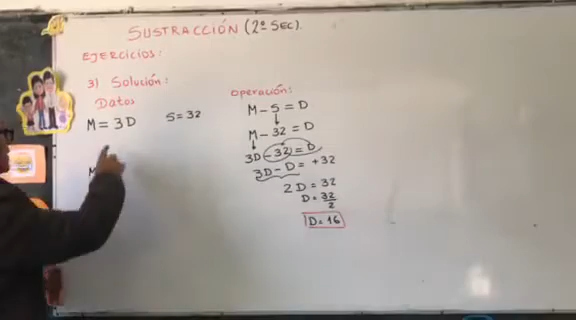 SUSTRACCIÓN (2º SEC).
EJERCICIOS:
3) Solución:
Datos
M = 3D
S = 32
M
Operación:
M - S = D
M - 32 = D
3D - 32 = D
3D - D = +32
2D = 32
D = 32/2
D = 16